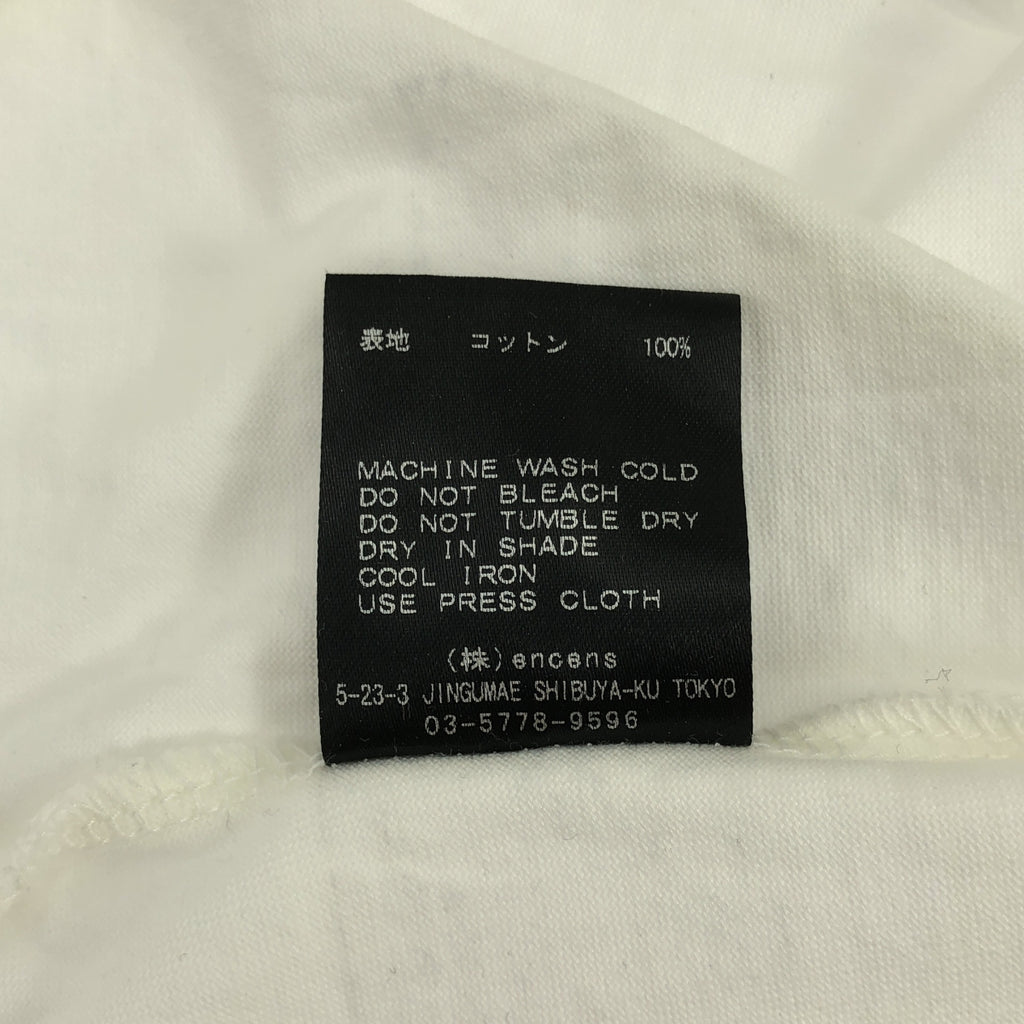 表地 コットン 100%
MACHINE WASH COLD
DO NOT BLEACH
DO NOT TUMBLE DRY
DRY IN SHADE
COOL IRON
USE PRESS CLOTH
(株)encens
5-23-3 JINGUMAE SHIBUYA-KU TOKYO
03-5778-9596